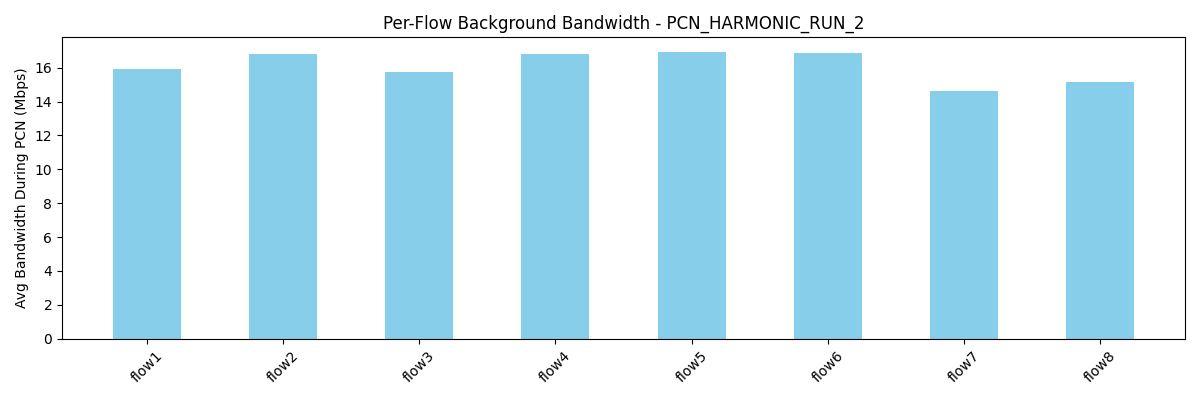 Per-Flow Background Bandwidth - PCN_HARMONIC_RUN_2
Avg Bandwidth During PCN (Mbps)
16
14
12
10
8
6
4
2
0
flow1
flow2
flow3
flow4
flow5
flow6
flow7
flow8